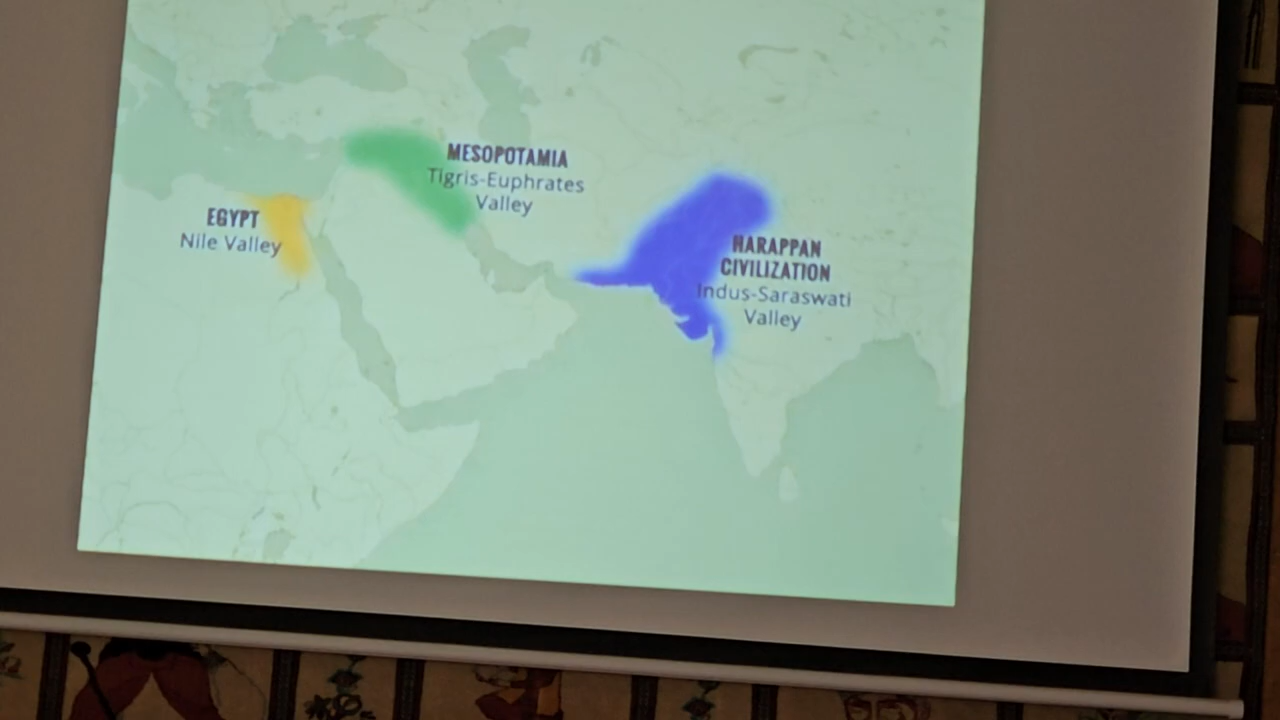 MESOPOTAMIA
Tigris-Euphrates
Valley
EGYPT
Nile Valley
HARAPPAN
CIVILIZATION
Indus-Saraswati
Valley